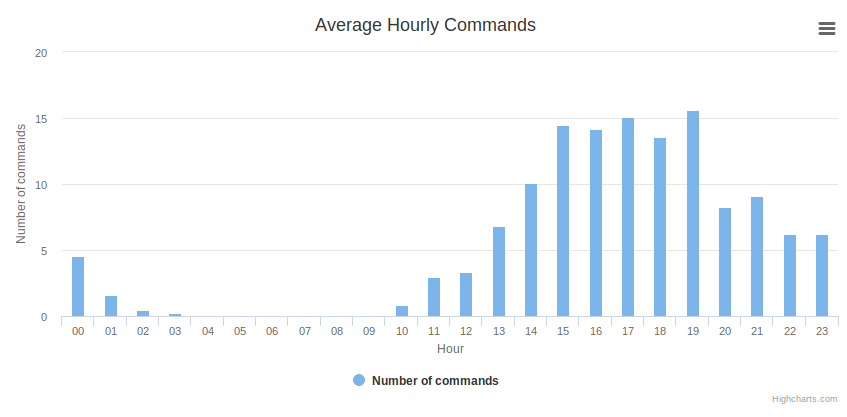 Average Hourly Commands
Number of commands
20
15
10
5
0
00 01 02 03 04 05 06 07 08 09 10 11 12 13 14 15 16 17 18 19 20 21 22 23
Hour
Number of commands
Highcharts.com